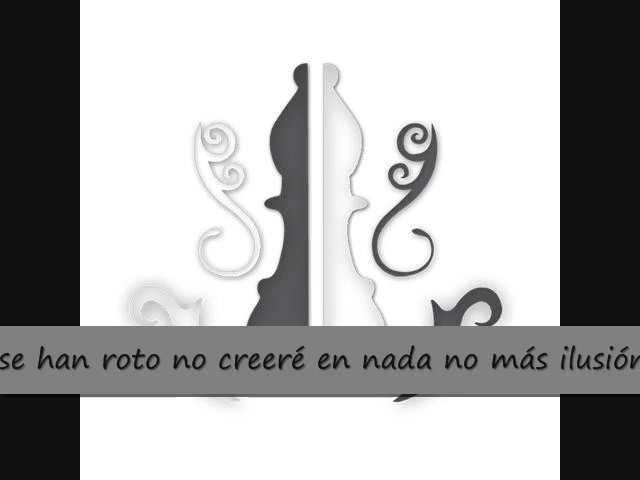 se han roto no creeré en nada no más ilusión